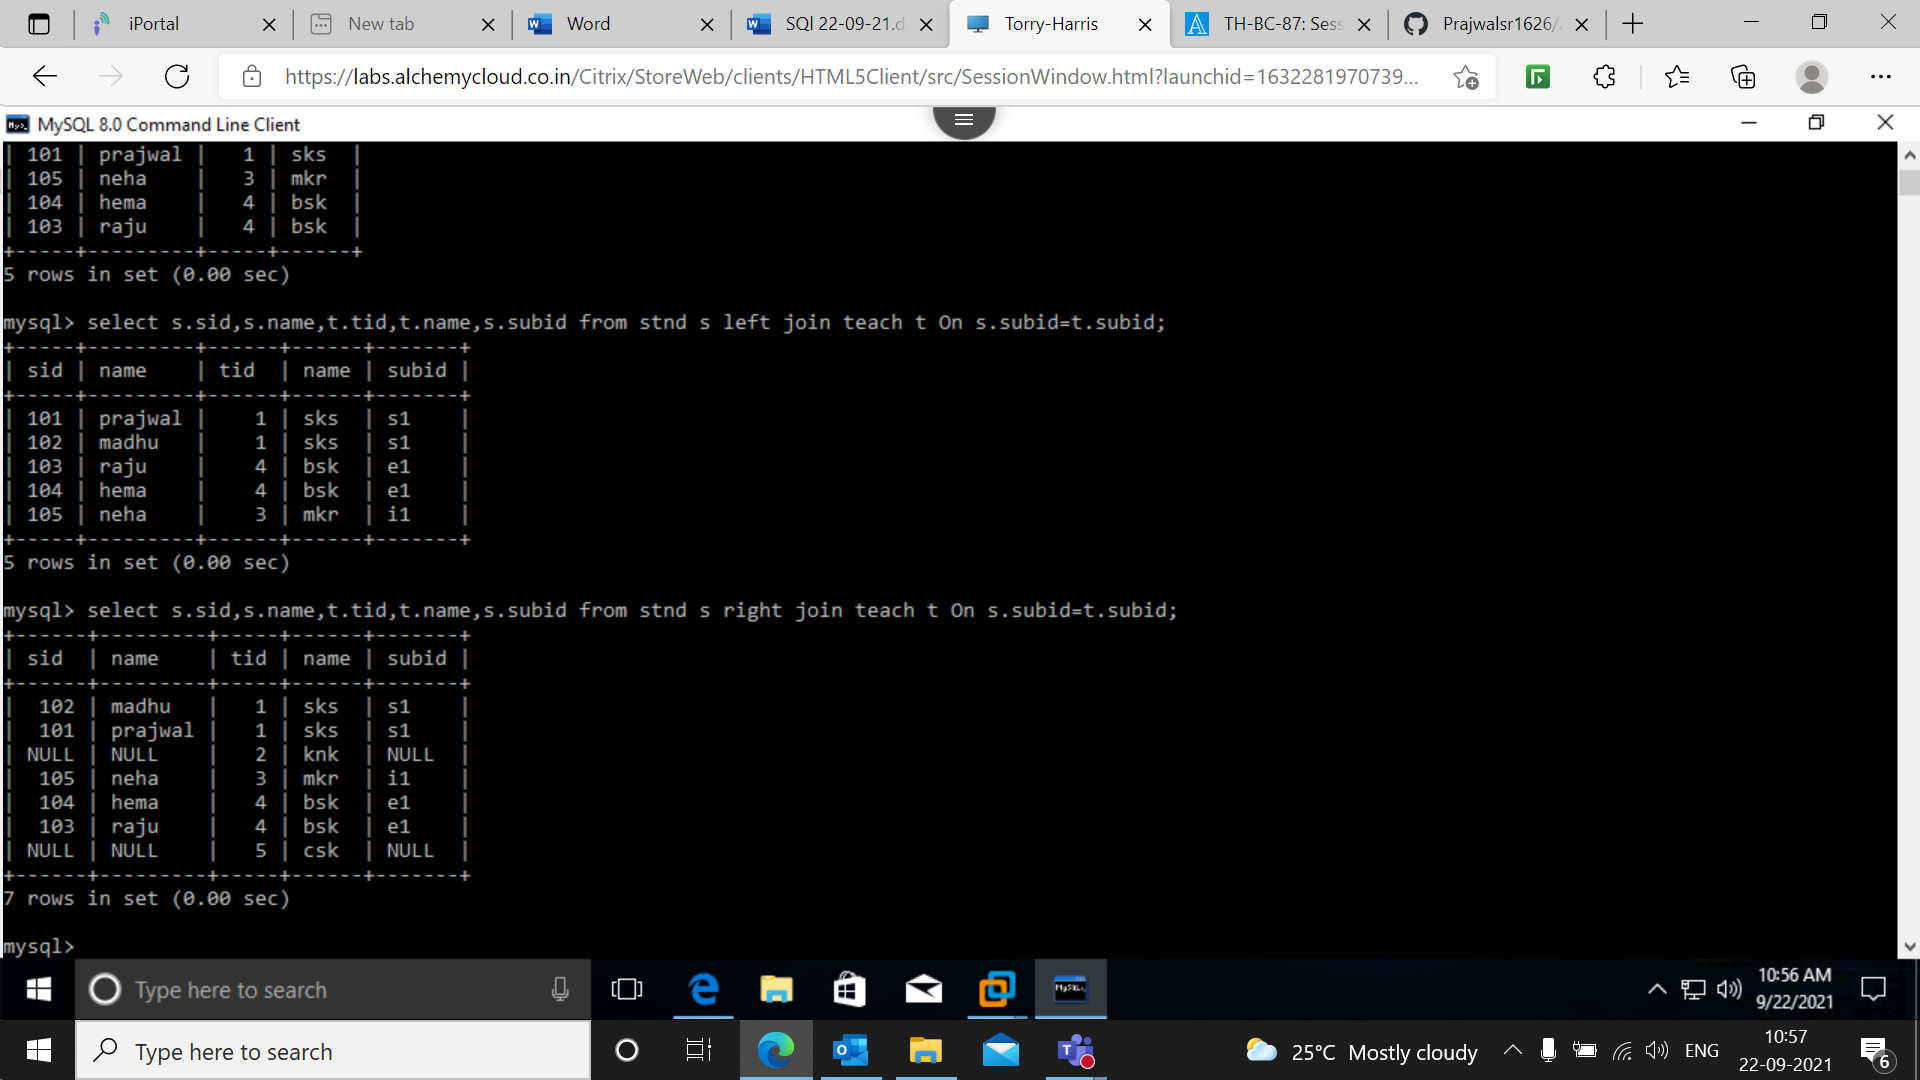 iPortal
New tab
Word
SQl 22-09-21.d
Torry-Harris
TH-BC-87: Sess
Prajwalsr1626/
https://labs.alchemycloud.co.in/Citrix/StoreWeb/clients/HTML5Client/src/SessionWindow.html?launchid=1632281970739...
MySQL 8.0 Command Line Client
| 101 | prajwal |   1 | sks  |
| 105 | neha    |   3 | mkr  |
| 104 | hema    |   4 | bsk  |
| 103 | raju    |   4 | bsk  |
+-----+---------+-----+------+
5 rows in set (0.00 sec)
mysql> select s.sid,s.name,t.tid,t.name,s.subid from stnd s left join teach t On s.subid=t.subid;
+-----+---------+------+------+-------+
| sid | name    | tid  | name | subid |
+-----+---------+------+------+-------+
| 101 | prajwal |    1 | sks  | s1    |
| 102 | madhu   |    1 | sks  | s1    |
| 103 | raju    |    4 | bsk  | e1    |
| 104 | hema    |    4 | bsk  | e1    |
| 105 | neha    |    3 | mkr  | i1    |
+-----+---------+------+------+-------+
5 rows in set (0.00 sec)
mysql> select s.sid,s.name,t.tid,t.name,s.subid from stnd s right join teach t On s.subid=t.subid;
+------+---------+-----+------+-------+
| sid  | name    | tid | name | subid |
+------+---------+-----+------+-------+
|  102 | madhu   |   1 | sks  | s1    |
|  101 | prajwal |   1 | sks  | s1    |
| NULL | NULL    |   2 | knk  | NULL  |
|  105 | neha    |   3 | mkr  | i1    |
|  104 | hema    |   4 | bsk  | e1    |
|  103 | raju    |   4 | bsk  | e1    |
| NULL | NULL    |   5 | csk  | NULL  |
+------+---------+-----+------+-------+
7 rows in set (0.00 sec)
mysql>
Type here to search
10:56 AM
9/22/2021
Type here to search
25°C Mostly cloudy
ENG
10:57
22-09-2021
6